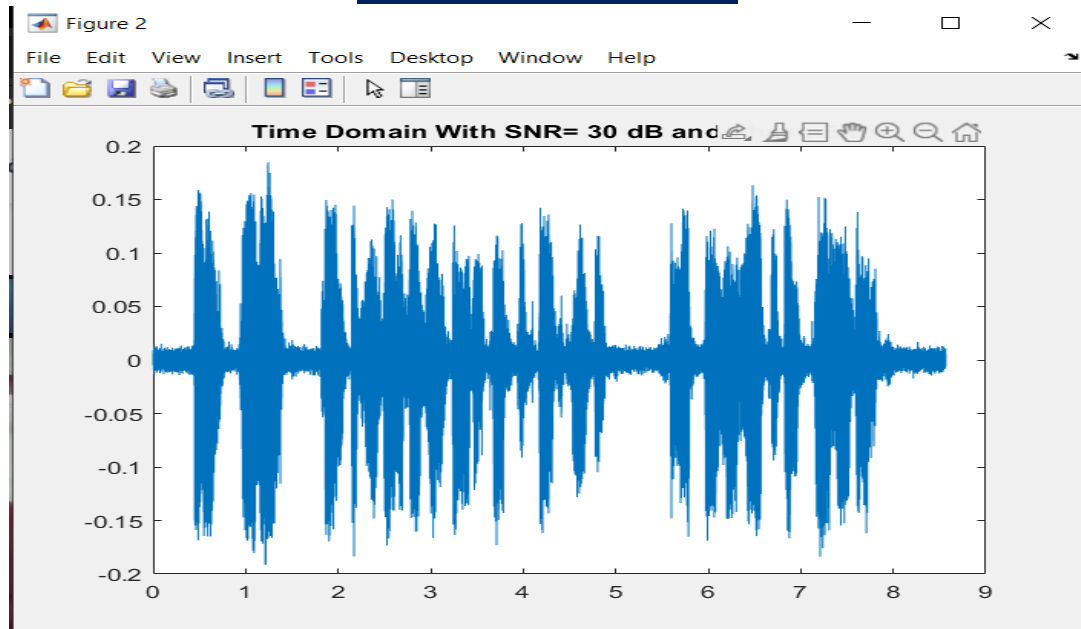 Figure 2
File Edit View Insert Tools Desktop Window Help
Time Domain With SNR= 30 dB and
0.2
0.15
0.1
0.05
0
-0.05
-0.1
-0.15
-0.2
0 1 2 3 4 5 6 7 8 9